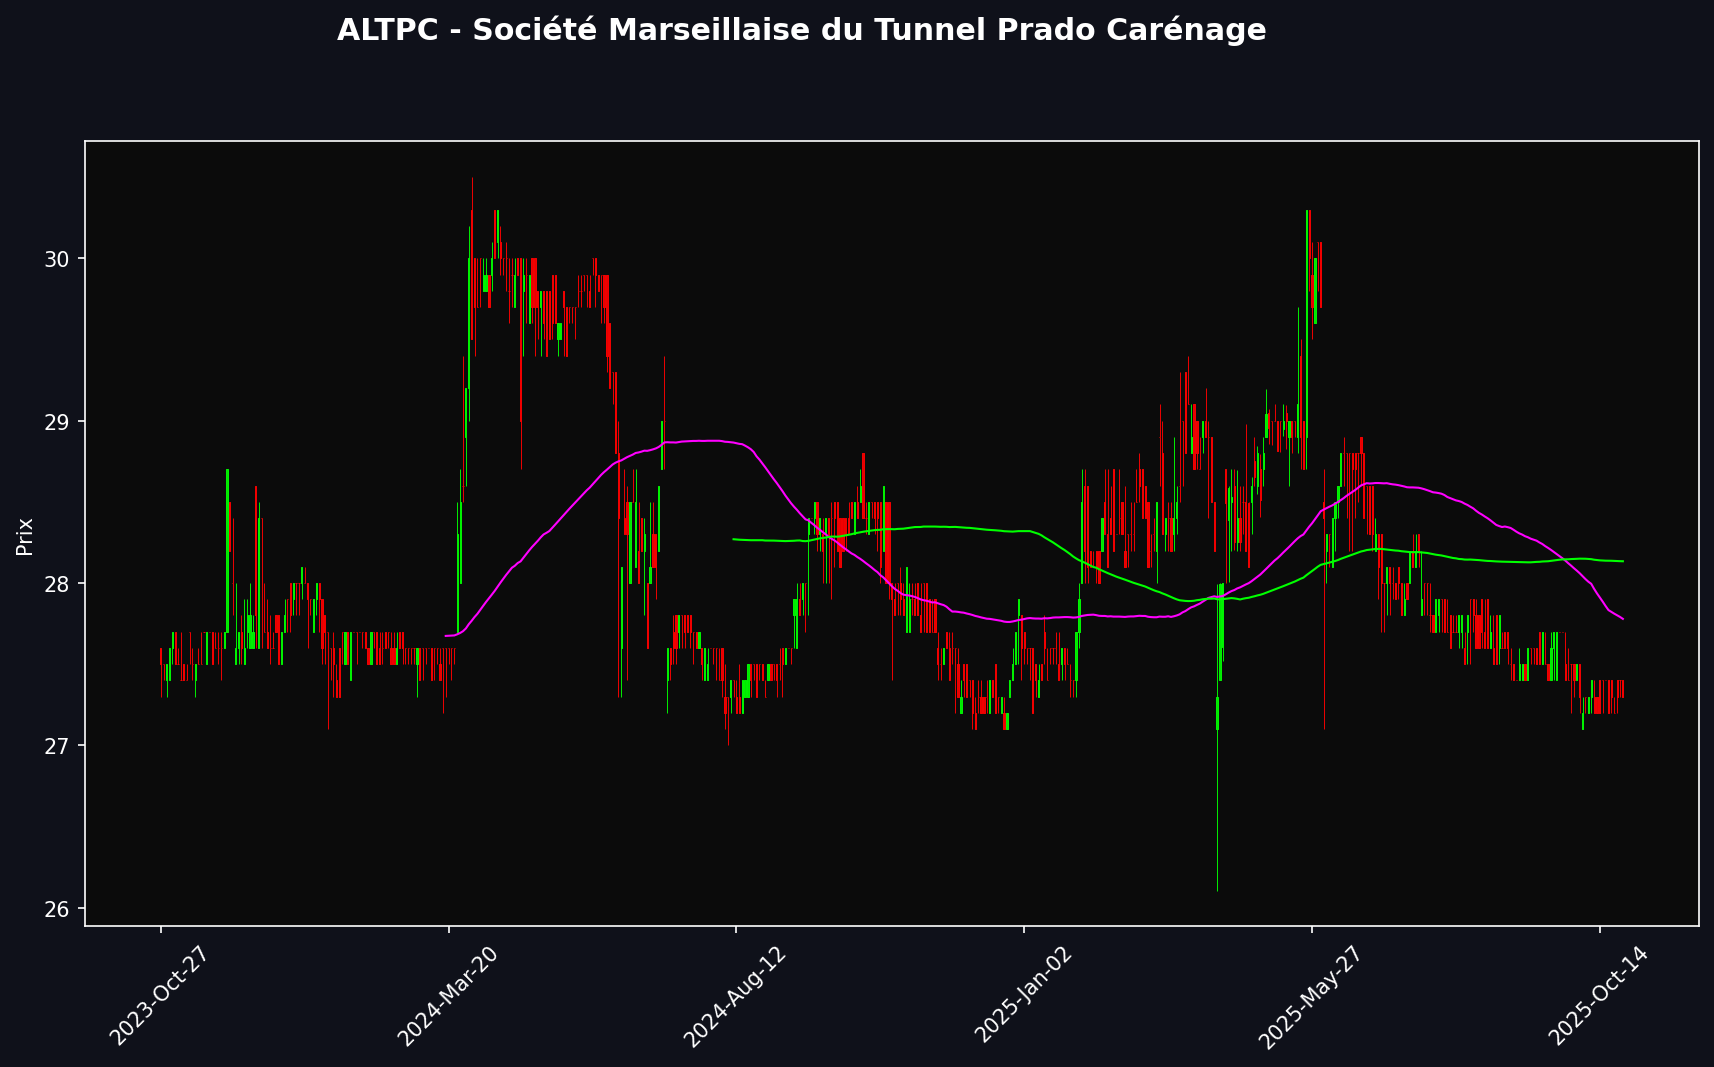 ALTPC - Société Marseillaise du Tunnel Prado Carénage
Prix
30
29
28
27
26
2023-Oct-27
2024-Mar-20
2024-Aug-12
2025-Jan-02
2025-May-27
2025-Oct-14